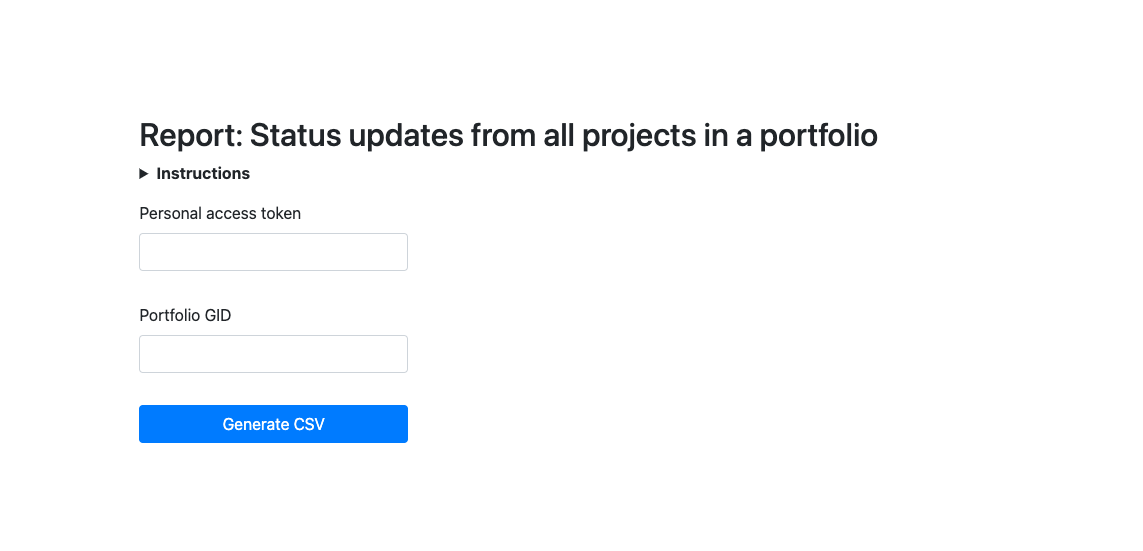 Report: Status updates from all projects in a portfolio
Instructions
Personal access token
Portfolio GID
Generate CSV